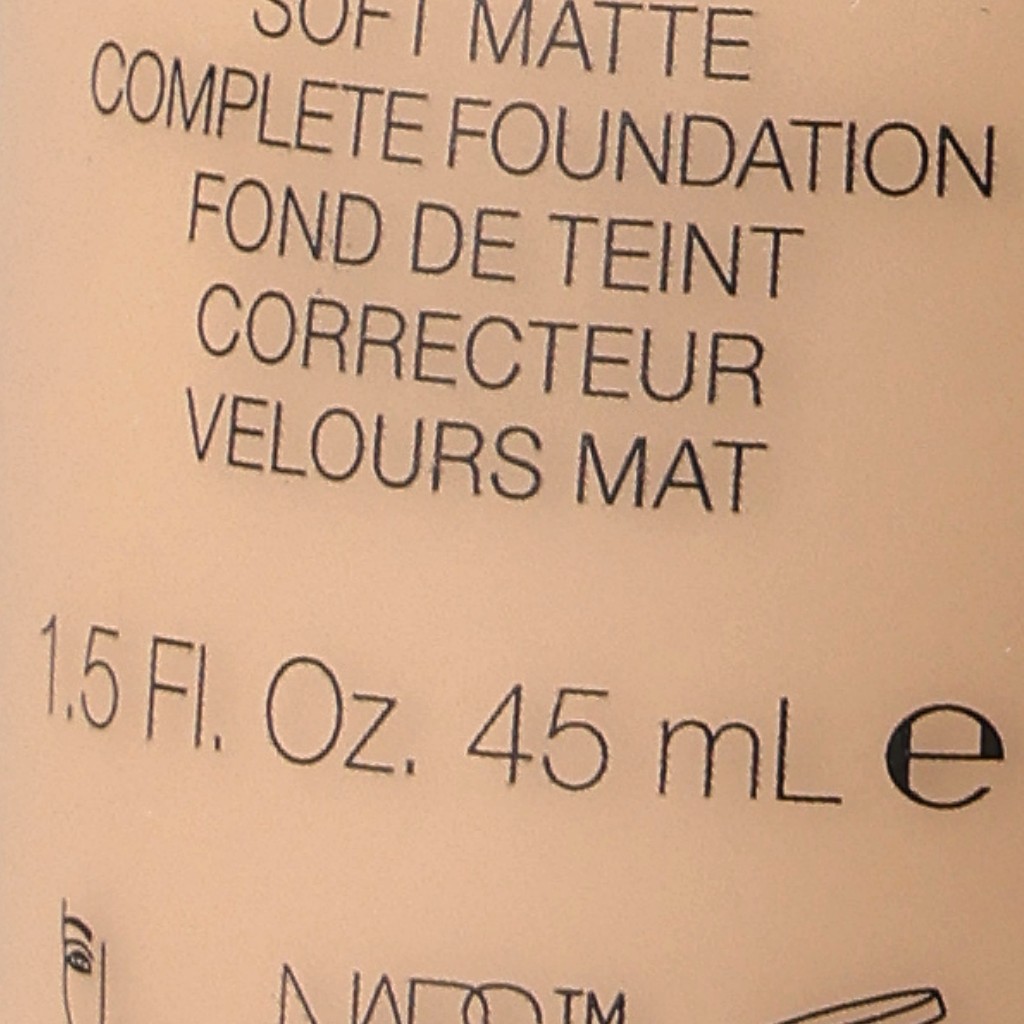 SOFT MATTE
COMPLETE FOUNDATION
FOND DE TEINT
CORRECTEUR
VELOURS MAT
1.5 Fl. Oz. 45 mL e